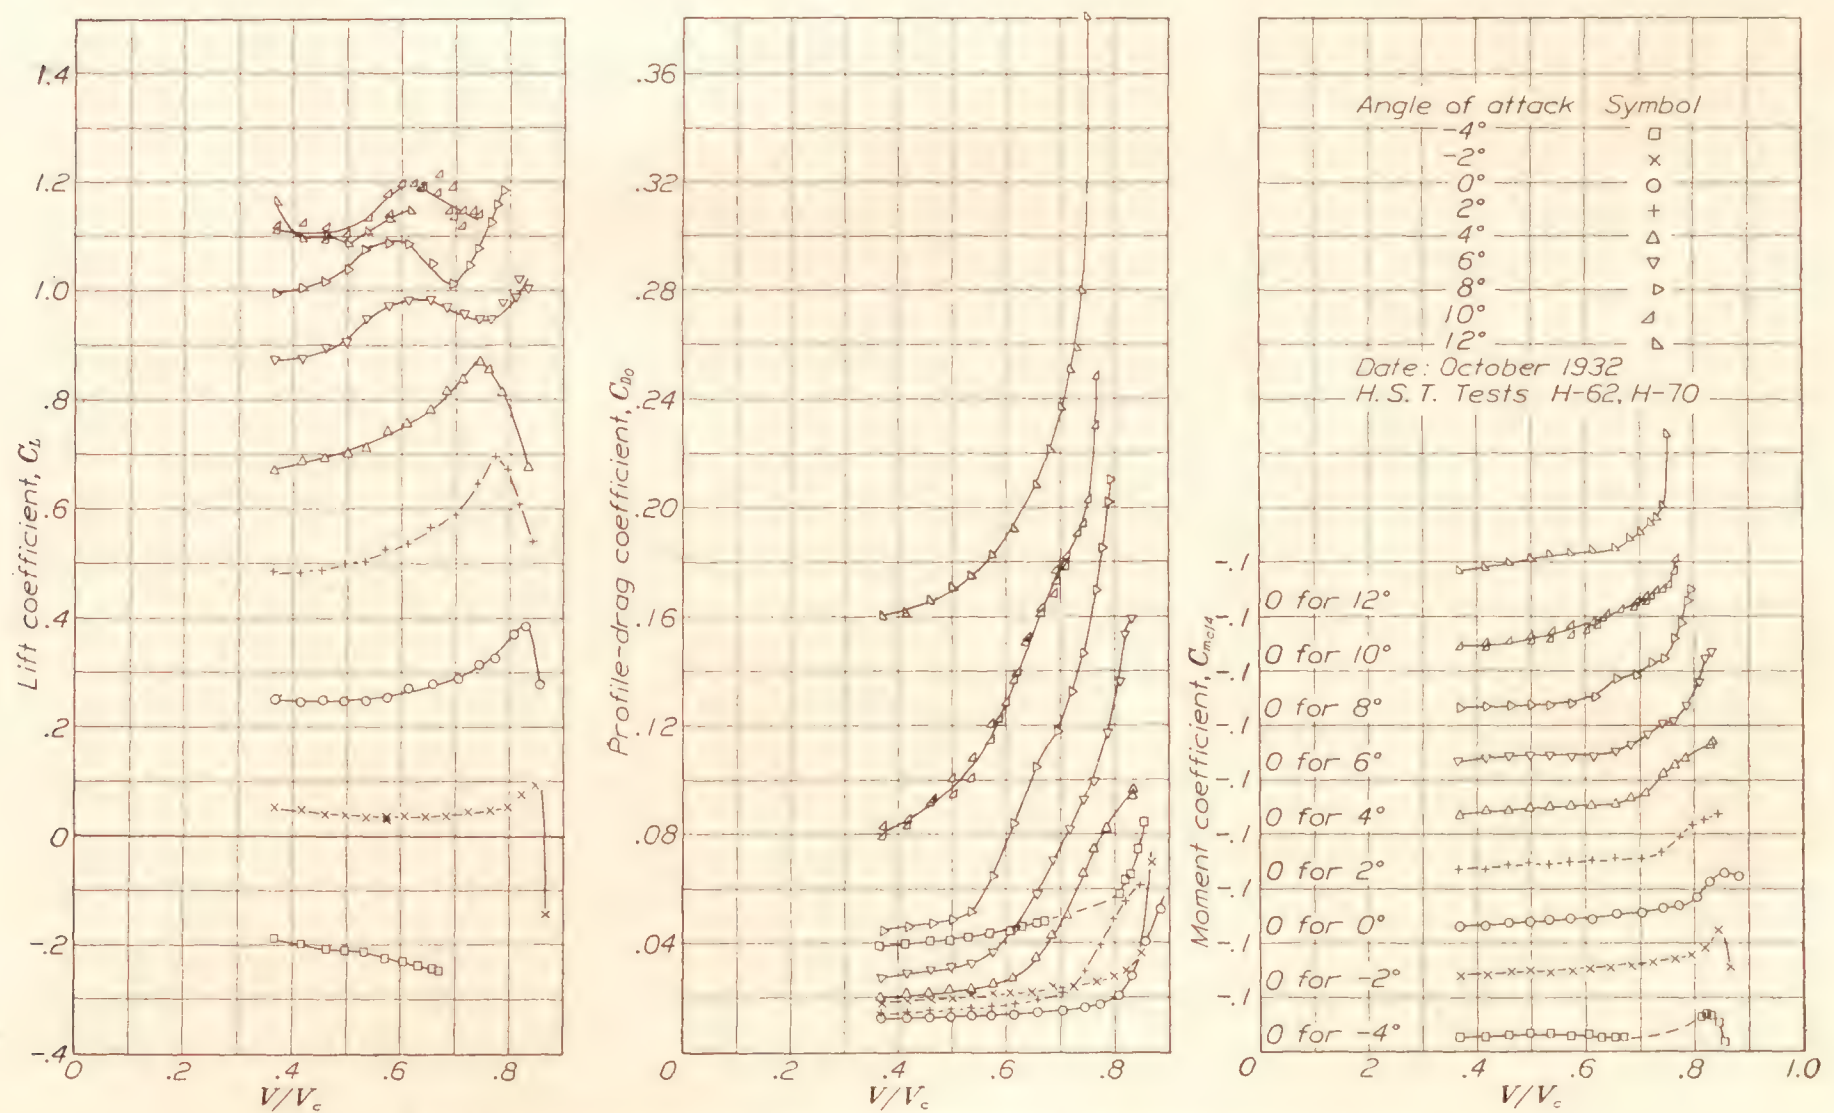 Lift coefficient, C_L
1.4
1.2
1.0
.8
.6
.4
.2
0
-.2
-.4
0 .2 .4 .6 .8
V/V_c
Profile-drag coefficient, C_D0
.36
.32
.28
.24
.20
.16
.12
.08
.04
0 .2 .4 .6 .8
V/V_c
Angle of attack Symbol
-4° □
-2° ×
0° ○
2° +
4° △
6° ▽
8° ▷
10° ◿
12° ◺
Date: October 1932
H. S. T. Tests H-62, H-70
Moment coefficient, C_mc/4
-.1
0 for 12°
-.1
0 for 10°
-.1
0 for 8°
-.1
0 for 6°
-.1
0 for 4°
-.1
0 for 2°
-.1
0 for 0°
-.1
0 for -2°
-.1
0 for -4°
0 .2 .4 .6 .8 1.0
V/V_c